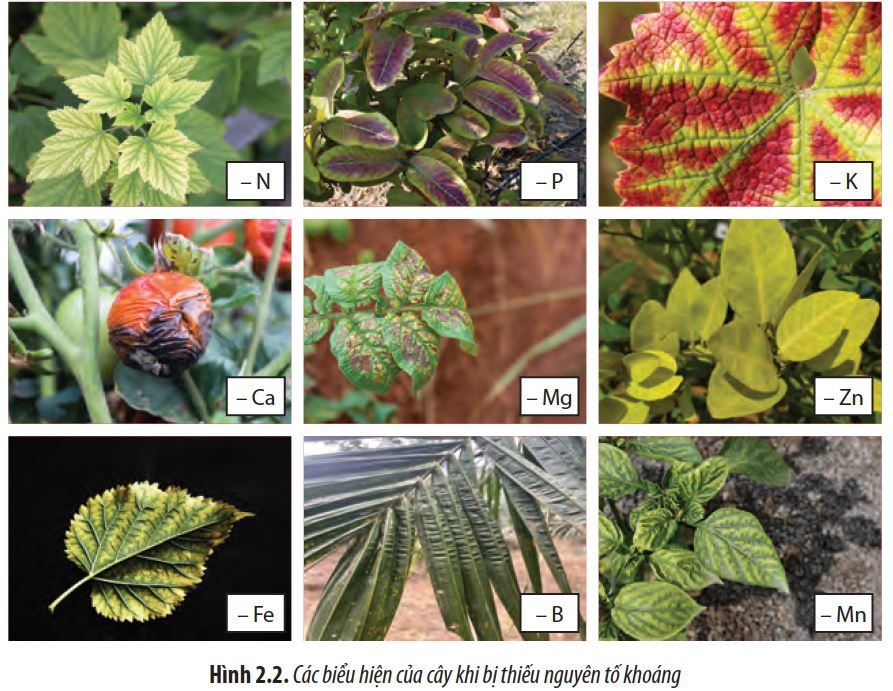 – N
– P
– K
– Ca
– Mg
– Zn
– Fe
– B
– Mn
Hình 2.2. Các biểu hiện của cây khi bị thiếu nguyên tố khoáng